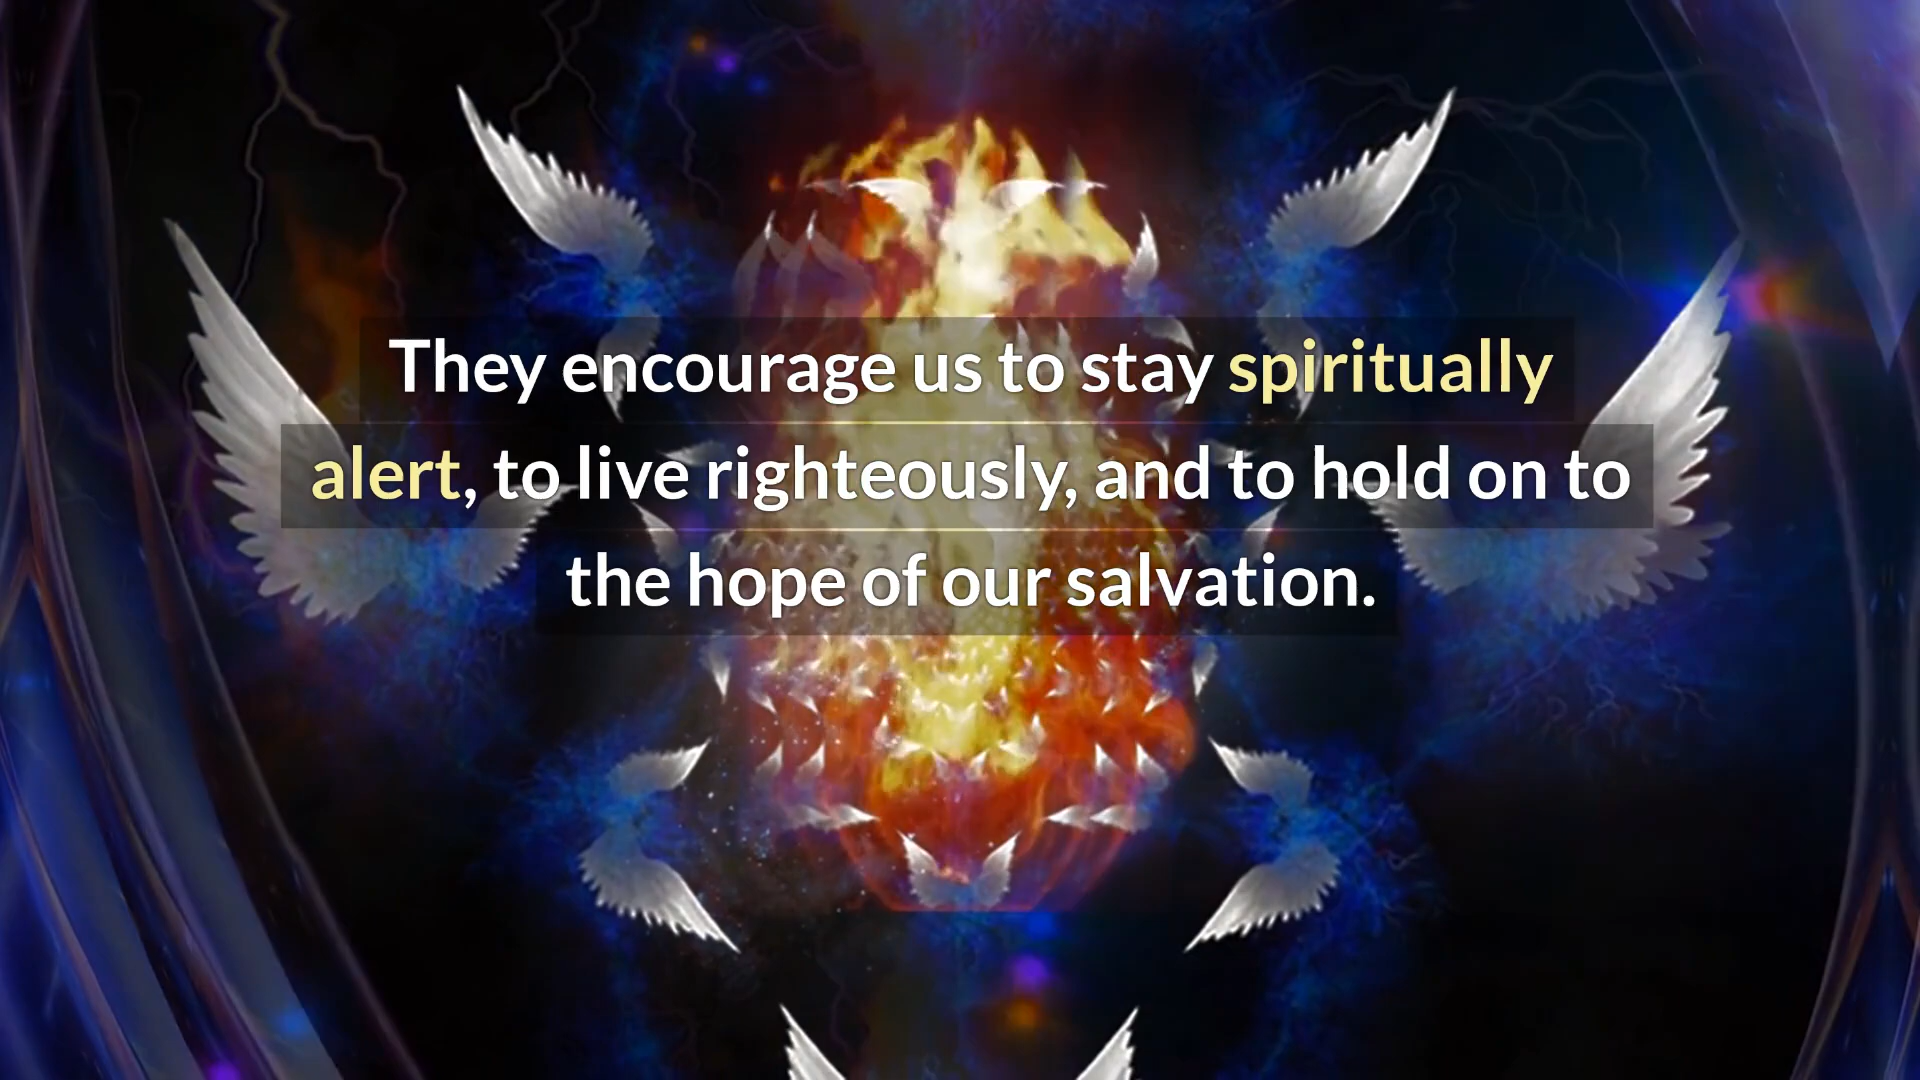 They encourage us to stay spiritually
alert, to live righteously, and to hold on to
the hope of our salvation.